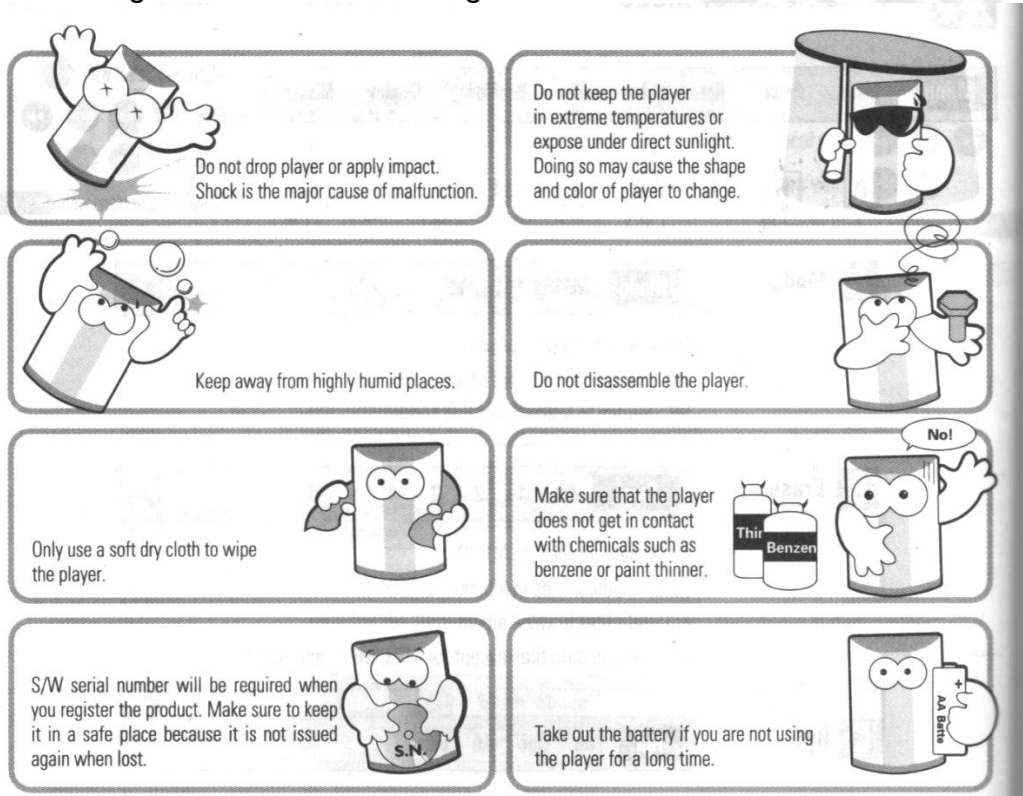 Do not drop player or apply impact.
Shock is the major cause of malfunction.
Do not keep the player
in extreme temperatures or
expose under direct sunlight.
Doing so may cause the shape
and color of player to change.
Keep away from highly humid places.
Do not disassemble the player.
Only use a soft dry cloth to wipe
the player.
No!
Make sure that the player
does not get in contact
with chemicals such as
benzene or paint thinner.
Thin
Benzen
S/W serial number will be required when
you register the product. Make sure to keep
it in a safe place because it is not issued
again when lost.
S.N.
Take out the battery if you are not using
the player for a long time.
+
AA Batte